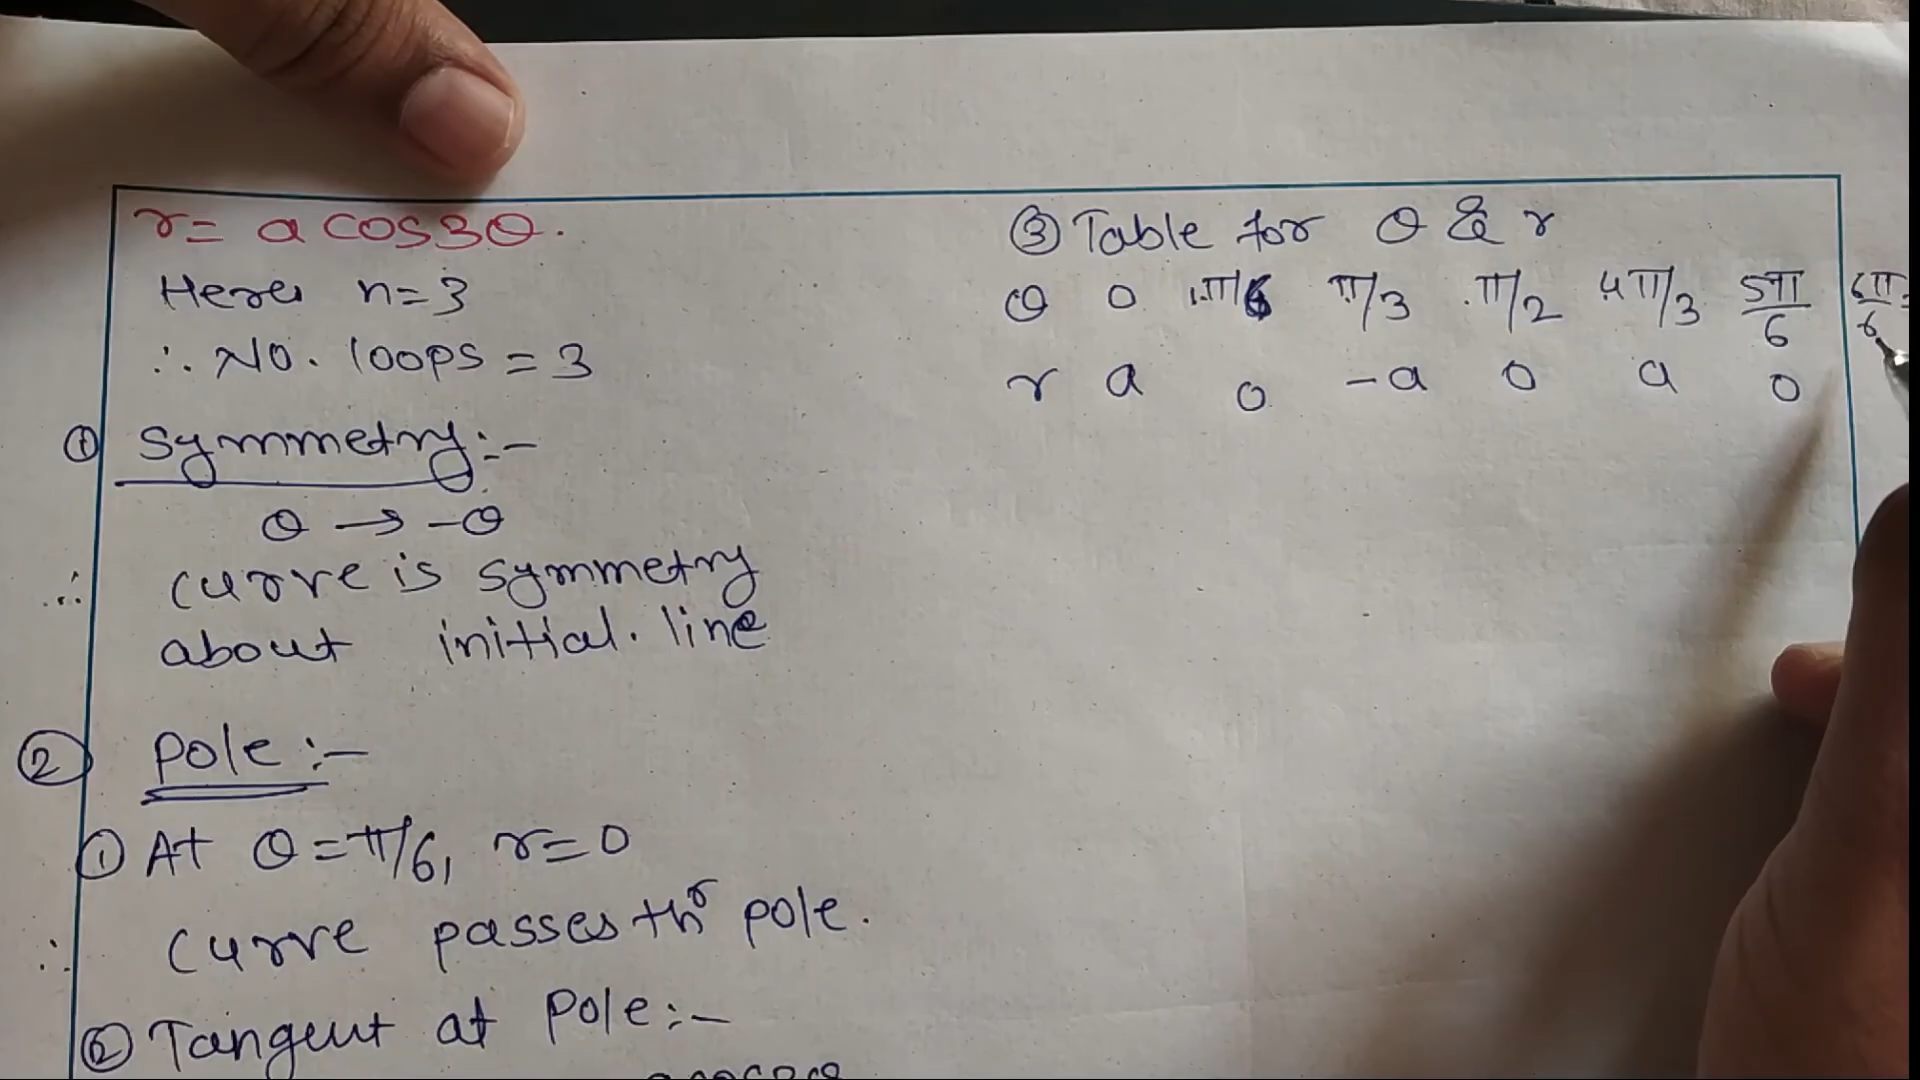 r = a cos3θ.
Here n=3
∴ No. loops = 3
① Symmetry:-
θ → -θ
∴ curve is symmetry
about initial. line
② Pole :-
① At θ = π/6, r=0
∴ Curve passes thr pole.
② Tangent at Pole:-
③ Table for θ & r
θ 0 π/6 π/3 π/2 4π/3 5π/6 6π/6
r a 0 -a 0 a 0